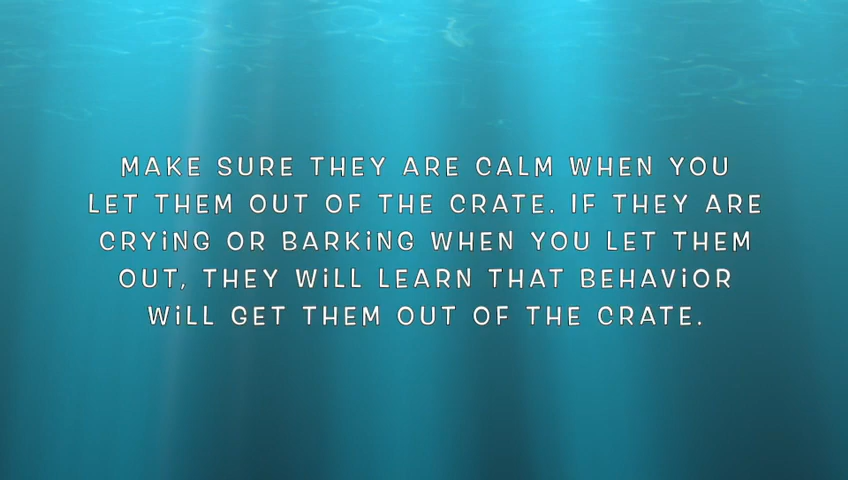 MAKE SURE THEY ARE CALM WHEN YOU
LET THEM OUT OF THE CRATE. IF THEY ARE
CRYiNG OR BARKiNG WHEN YOU LET THEM
OUT, THEY WiLL LEARN THAT BEHAViOR
WiLL GET THEM OUT OF THE CRATE.